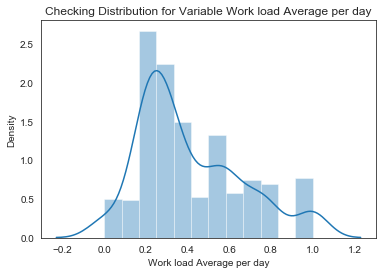 Checking Distribution for Variable Work load Average per day
Density
2.5
2.0
1.5
1.0
0.5
0.0
−0.2 0.0 0.2 0.4 0.6 0.8 1.0 1.2
Work load Average per day